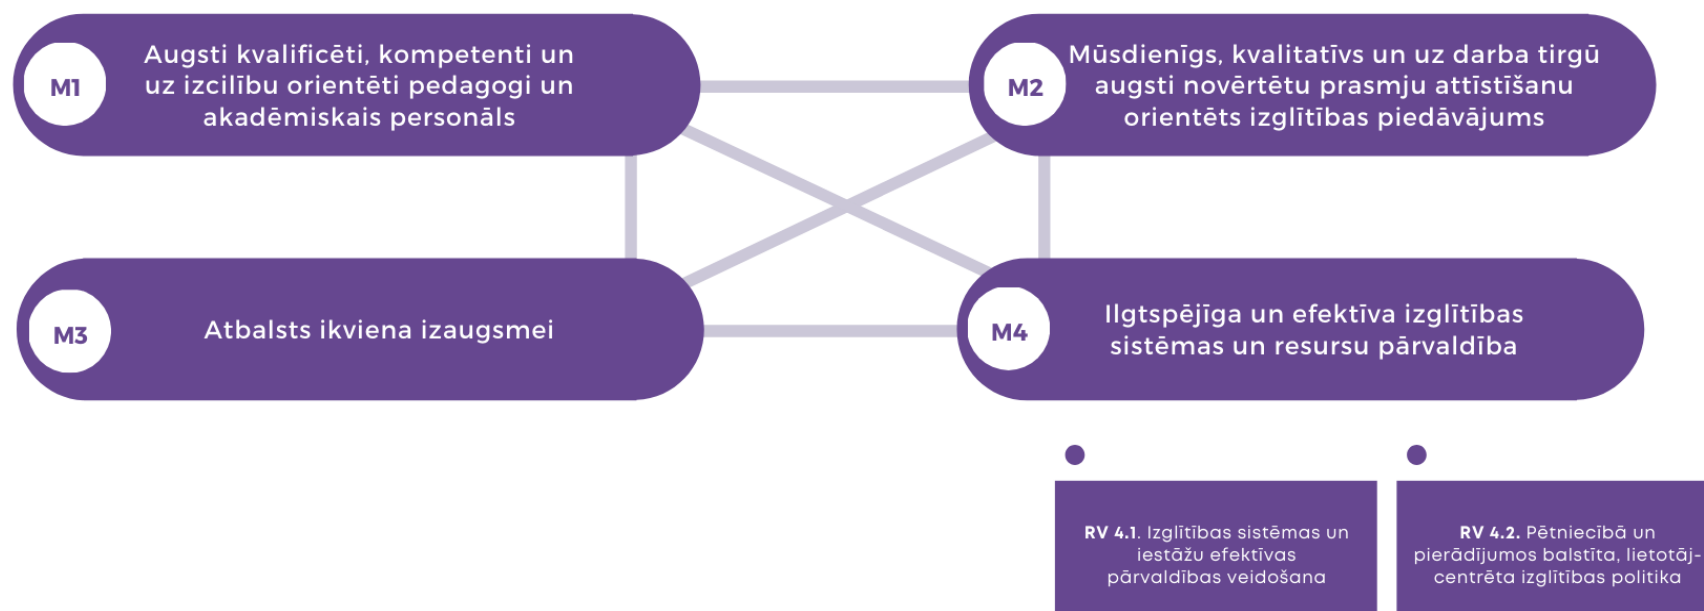 M1
Augsti kvalificēti, kompetenti un
uz izcilību orientēti pedagogi un
akadēmiskais personāls
M2
Mūsdienīgs, kvalitatīvs un uz darba tirgū
augsti novērtētu prasmju attīstīšanu
orientēts izglītības piedāvājums
M3
Atbalsts ikviena izaugsmei
M4
Ilgtspējīga un efektīva izglītības
sistēmas un resursu pārvaldība
RV 4.1. Izglītības sistēmas un
iestāžu efektīvas
pārvaldības veidošana
RV 4.2. Pētniecībā un
pierādījumos balstīta, lietotāj-
centrēta izglītības politika